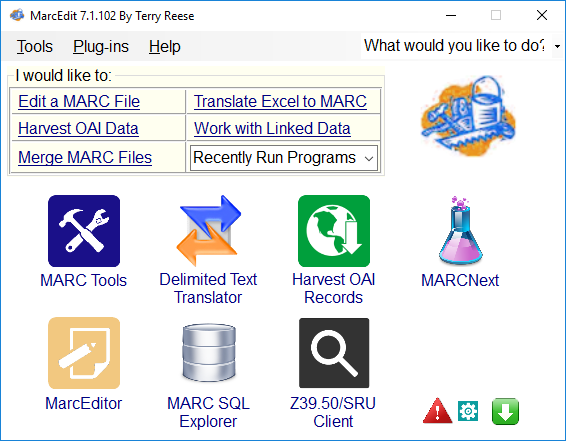 MarcEdit 7.1.102 By Terry Reese
Tools Plug-ins Help What would you like to do?
I would like to:
Edit a MARC File Translate Excel to MARC
Harvest OAI Data Work with Linked Data
Merge MARC Files Recently Run Programs
MARC Tools
Delimited Text
Translator
Harvest OAI
Records
MARCNext
MarcEditor
MARC SQL
Explorer
Z39.50/SRU
Client